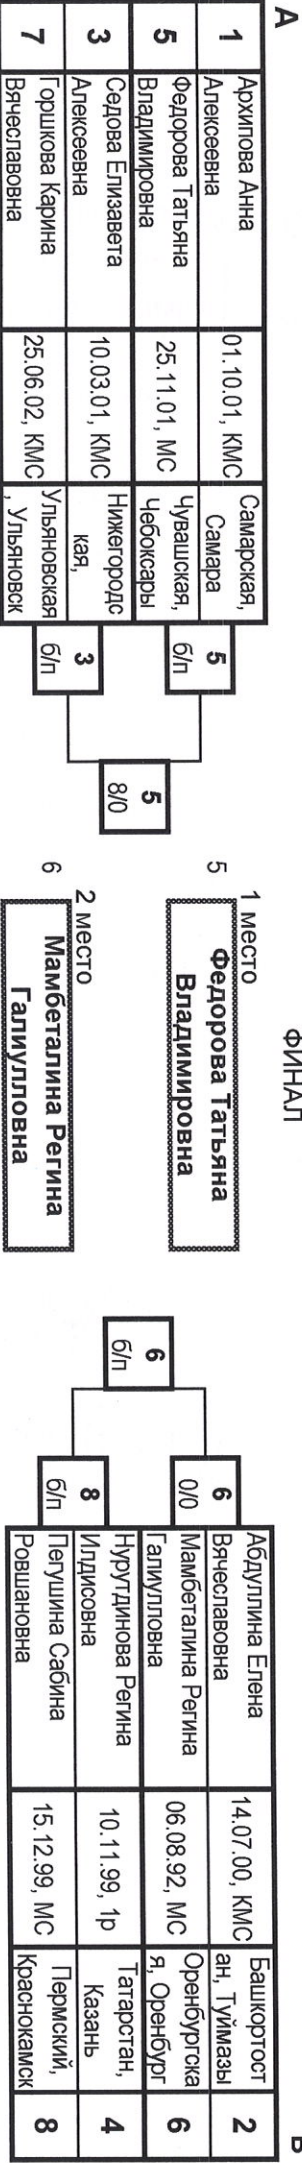 А
ФИНАЛ
В
1
Архипова Анна
Алексеевна
01.10.01, КМС
Самарская,
Самара
5
Федорова Татьяна
Владимировна
25.11.01, МС
Чувашская,
Чебоксары
3
Седова Елизавета
Алексеевна
10.03.01, КМС
Нижегородс
кая,
7
Горшкова Карина
Вячеславовна
25.06.02, КМС
Ульяновская
, Ульяновск
5
б/п
3
б/п
5
8/0
1 место
5
Федорова Татьяна
Владимировна
2 место
6
Мамбеталина Регина
Галиулловна
6
б/п
6
0/0
8
б/п
Абдуллина Елена
Вячеславовна
14.07.00, КМС
Башкортост
ан, Туймазы
2
Мамбеталина Регина
Галиулловна
06.08.92, МС
Оренбургска
я, Оренбург
6
Нурутдинова Регина
Илдисовна
10.11.99, 1р
Татарстан,
Казань
4
Пегушина Сабина
Ровшановна
15.12.99, МС
Пермский,
Краснокамск
8